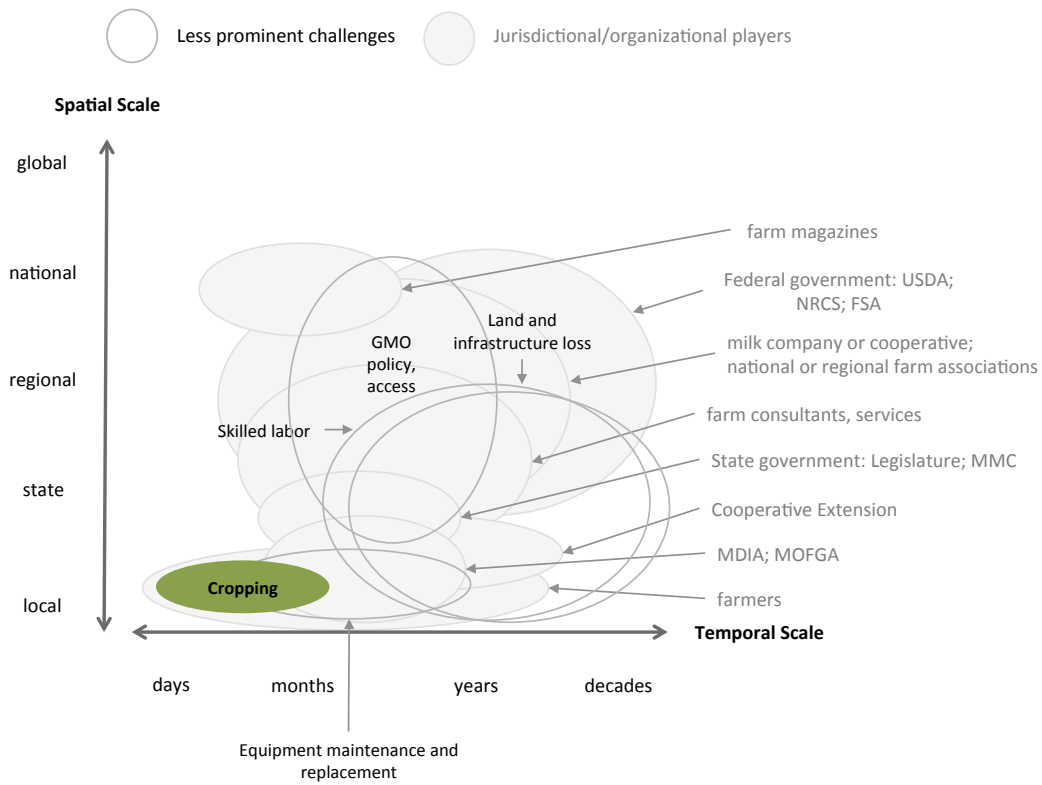 Less prominent challenges
Jurisdictional/organizational players
Spatial Scale
global
national
regional
state
local
farm magazines
Federal government: USDA;
NRCS; FSA
Land and
infrastructure loss
GMO
policy,
access
milk company or cooperative;
national or regional farm associations
farm consultants, services
Skilled labor
State government: Legislature; MMC
Cooperative Extension
MDIA; MOFGA
Cropping
farmers
Temporal Scale
days
months
years
decades
Equipment maintenance and
replacement